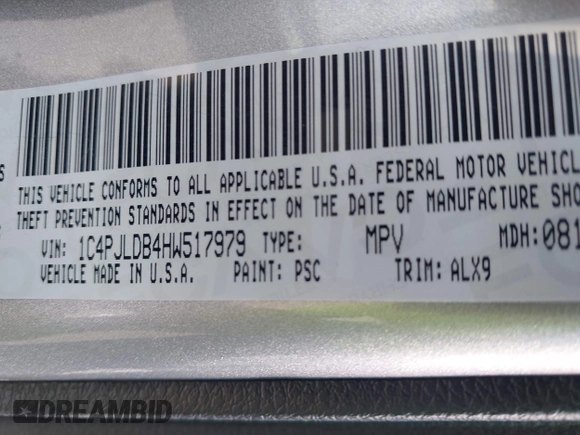 S
THIS VEHICLE CONFORMS TO ALL APPLICABLE U.S.A. FEDERAL MOTOR VEHICLE
THEFT PREVENTION STANDARDS IN EFFECT ON THE DATE OF MANUFACTURE SHO
VIN: 1C4PJLDB4HW517979 TYPE: MPV MDH:081
VEHICLE MADE IN U.S.A. PAINT: PSC TRIM: ALX9
DREAMBID